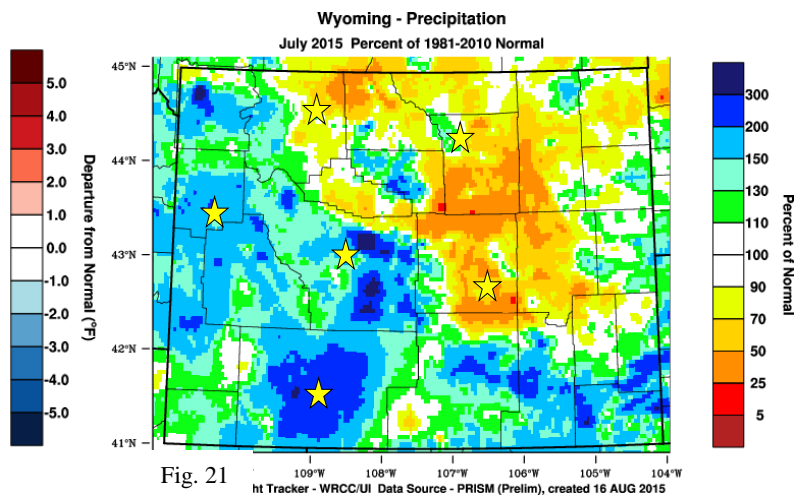 Wyoming - Precipitation
July 2015 Percent of 1981-2010 Normal
5.0
4.0
3.0
2.0
1.0
0.0
-1.0
-2.0
-3.0
-4.0
-5.0
Departure from Normal (°F)
45°N
44°N
43°N
42°N
41°N
300
200
150
130
110
100
90
70
50
25
5
Percent of Normal
109°W 108°W 107°W 106°W 105°W 104°W
Fig. 21
ht Tracker - WRCC/UI Data Source - PRISM (Prelim), created 16 AUG 2015